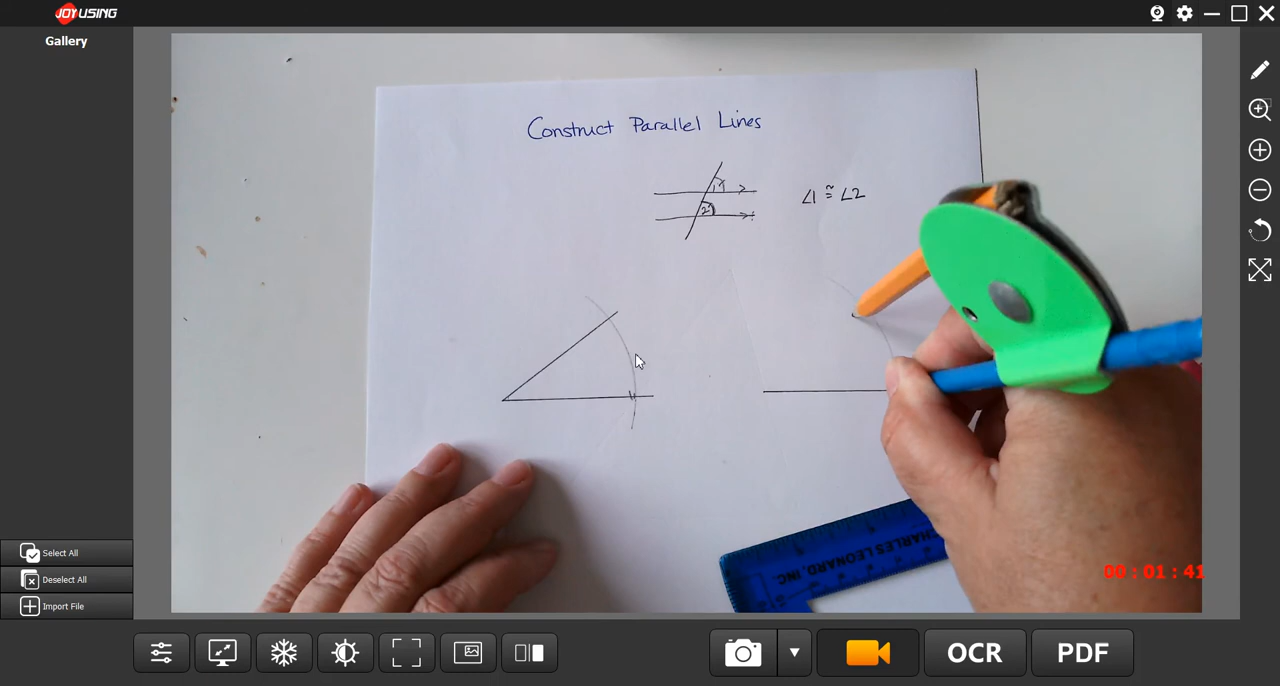 JOYUSING
Gallery
Construct Parallel Lines
1
2
∠1 ≅ ∠2
CHARLES LEONARD, INC.
00:01:41
Select All
Deselect All
Import File
OCR
PDF